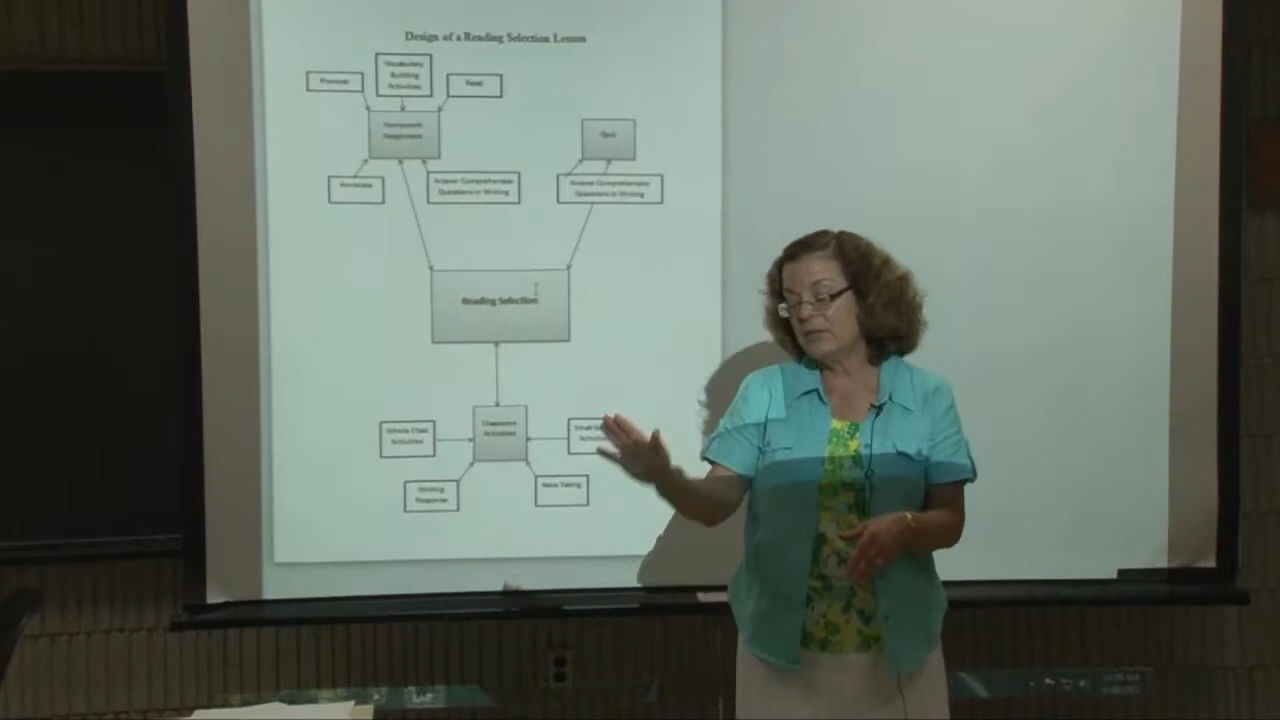 Design of a Reading Selection Lesson
Vocabulary
Building
Activities
Preread
Read
Homework
Assignment
Quiz
Annotate
Answer Comprehension
Questions in Writing
Answer Comprehension
Questions in Writing
Reading Selection
Classroom
Activities
Whole Class
Activities
Writing
Response
Note Taking